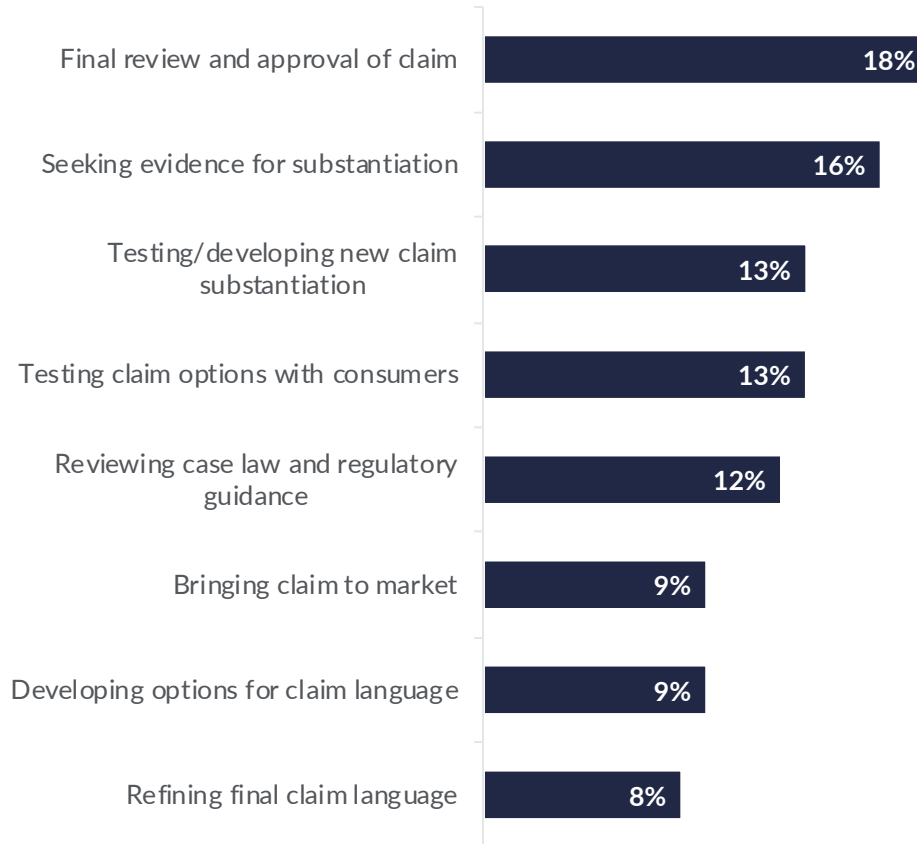 Final review and approval of claim
18%
Seeking evidence for substantiation
16%
Testing/developing new claim
substantiation
13%
Testing claim options with consumers
13%
Reviewing case law and regulatory
guidance
12%
Bringing claim to market
9%
Developing options for claim language
9%
Refining final claim language
8%